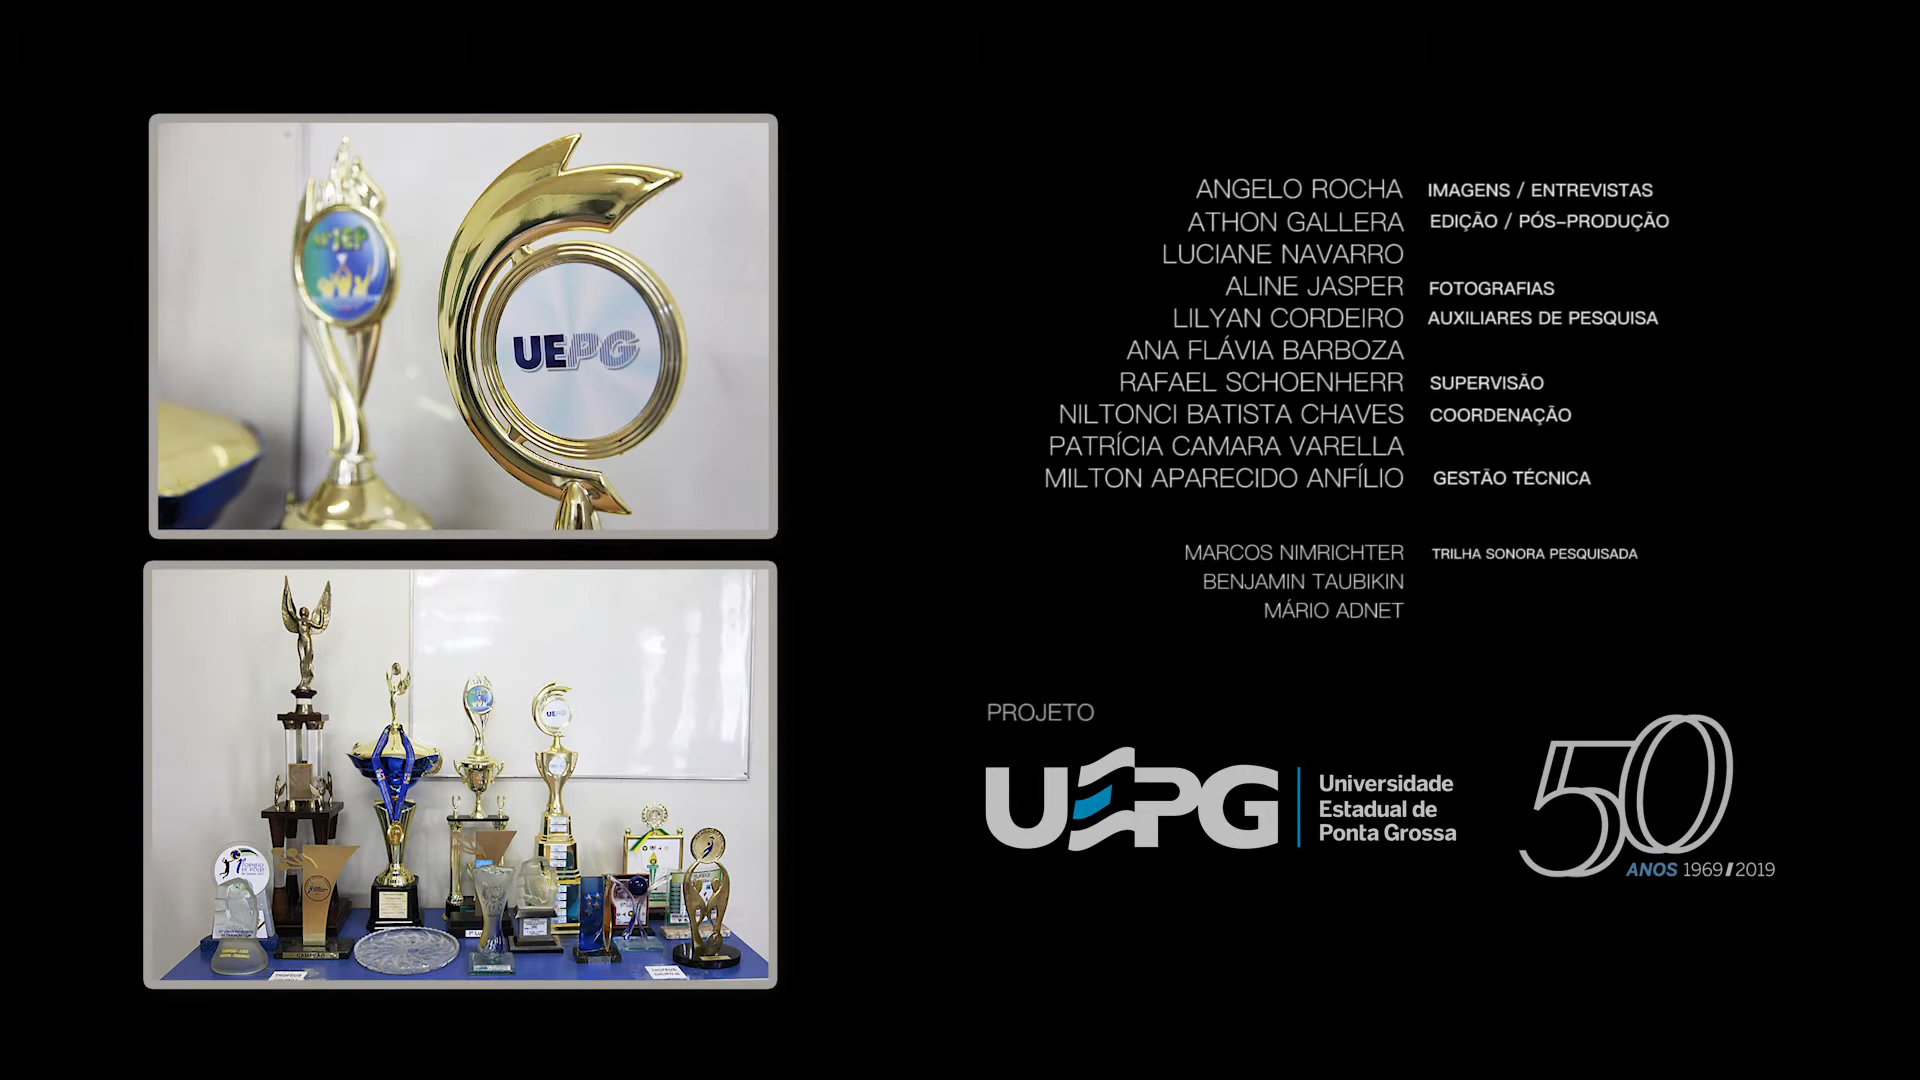 UEPG
ANGELO ROCHA IMAGENS / ENTREVISTAS
ATHON GALLERA EDIÇÃO / PÓS-PRODUÇÃO
LUCIANE NAVARRO
ALINE JASPER FOTOGRAFIAS
LILYAN CORDEIRO AUXILIARES DE PESQUISA
ANA FLÁVIA BARBOZA
RAFAEL SCHOENHERR SUPERVISÃO
NILTONCI BATISTA CHAVES COORDENAÇÃO
PATRÍCIA CAMARA VARELLA
MILTON APARECIDO ANFÍLIO GESTÃO TÉCNICA
MARCOS NIMRICHTER TRILHA SONORA PESQUISADA
BENJAMIN TAUBIKIN
MÁRIO ADNET
UEPG
CAMPEÃO
PROJETO
UEPG
Universidade
Estadual de
Ponta Grossa
50
ANOS 1969/2019